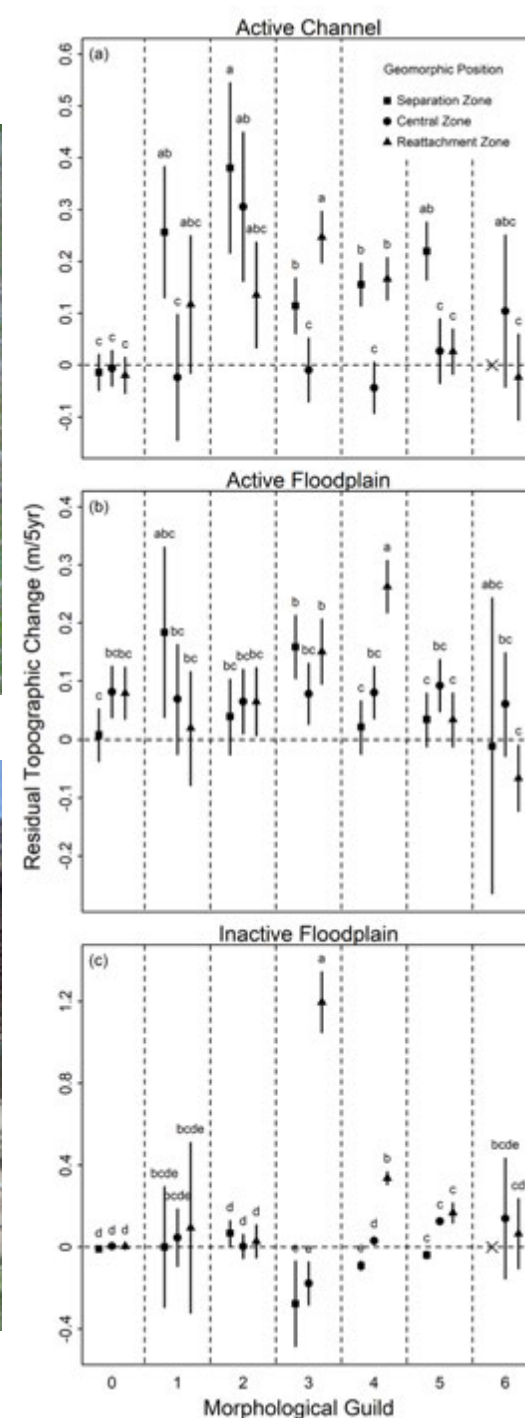 Active Channel
(a)
Geomorphic Position
Separation Zone
Central Zone
Reattachment Zone
0.6
0.5
0.4
0.3
0.2
0.1
0
-0.1
c c c
ab c abc
a ab abc
b c a
b c b
ab c c
abc c
Active Floodplain
(b)
0.4
0.3
0.2
0.1
0
-0.1
-0.2
c bc bc
abc bc bc
bc bc bc
b bc b
c bc a
c bc c
abc bc c
Residual Topographic Change (m/5yr)
Inactive Floodplain
(c)
1.2
0.8
0.4
0
-0.4
d d d
bcde bcde bcde
d d d
e e a
e d b
c c c
bcde cd
0 1 2 3 4 5 6
Morphological Guild